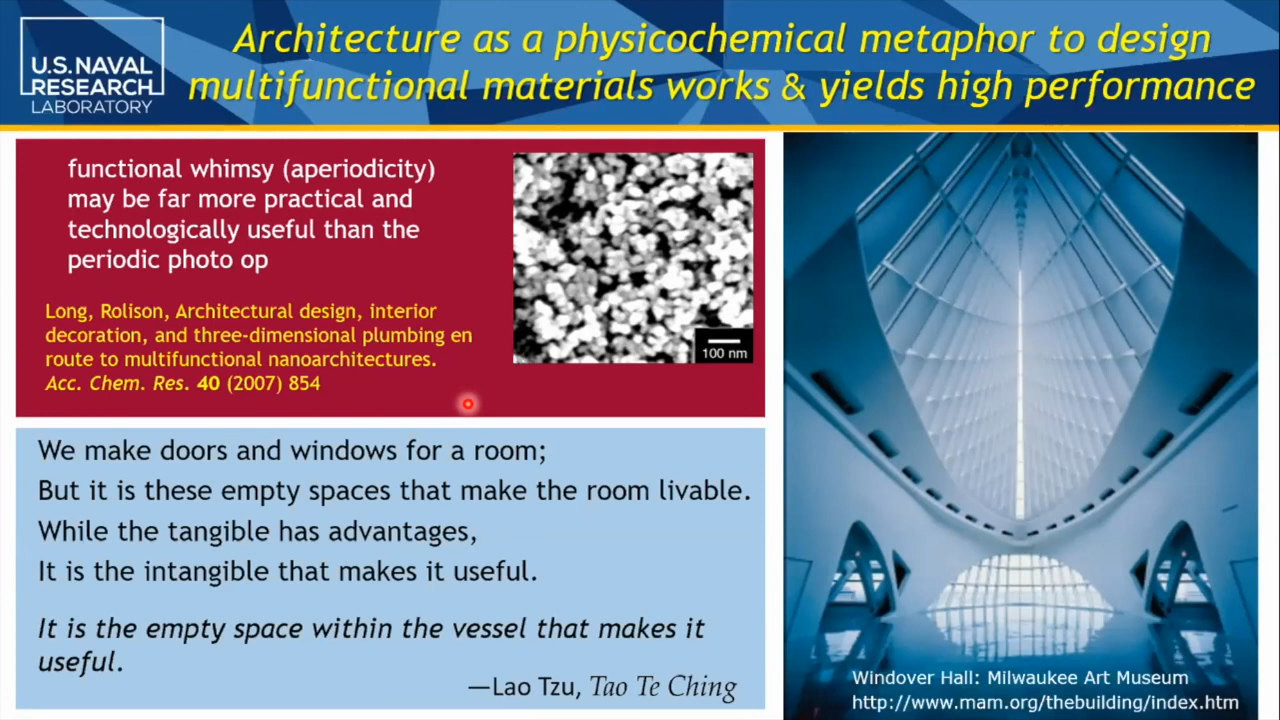 U.S. NAVAL
RESEARCH
LABORATORY
Architecture as a physicochemical metaphor to design
multifunctional materials works & yields high performance
functional whimsy (aperiodicity)
may be far more practical and
technologically useful than the
periodic photo op
Long, Rolison, Architectural design, interior
decoration, and three-dimensional plumbing en
route to multifunctional nanoarchitectures.
Acc. Chem. Res. 40 (2007) 854
100 nm
We make doors and windows for a room;
But it is these empty spaces that make the room livable.
While the tangible has advantages,
It is the intangible that makes it useful.
It is the empty space within the vessel that makes it
useful.
—Lao Tzu, Tao Te Ching
Windover Hall: Milwaukee Art Museum
http://www.mam.org/thebuilding/index.htm